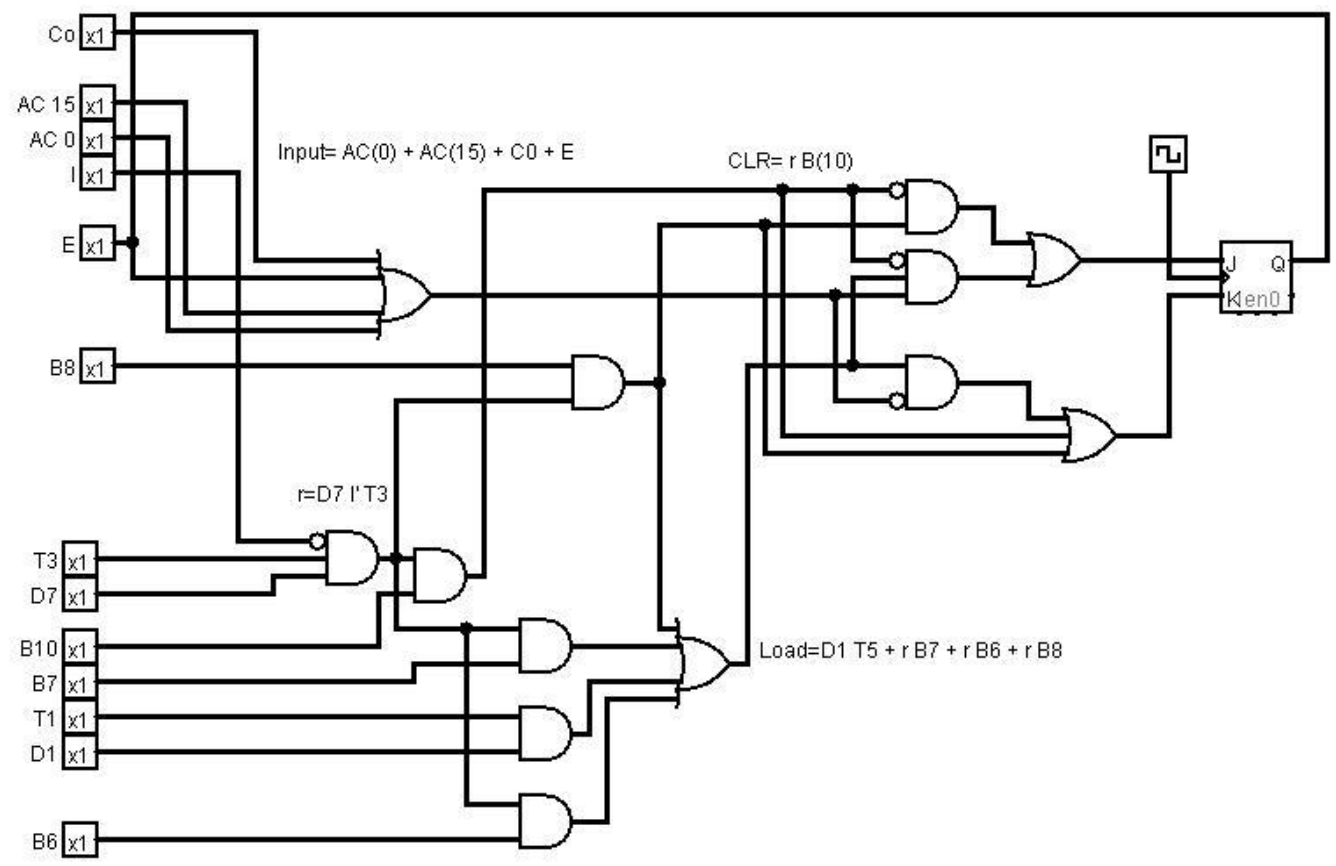 Co x1
AC 15 x1
AC 0 x1
I x1
Input= AC(0) + AC(15) + C0 + E
CLR= r B(10)
E x1
J Q
K en0
B8 x1
r=D7 I' T3
T3 x1
D7 x1
B10 x1
Load=D1 T5 + r B7 + r B6 + r B8
B7 x1
T1 x1
D1 x1
B6 x1